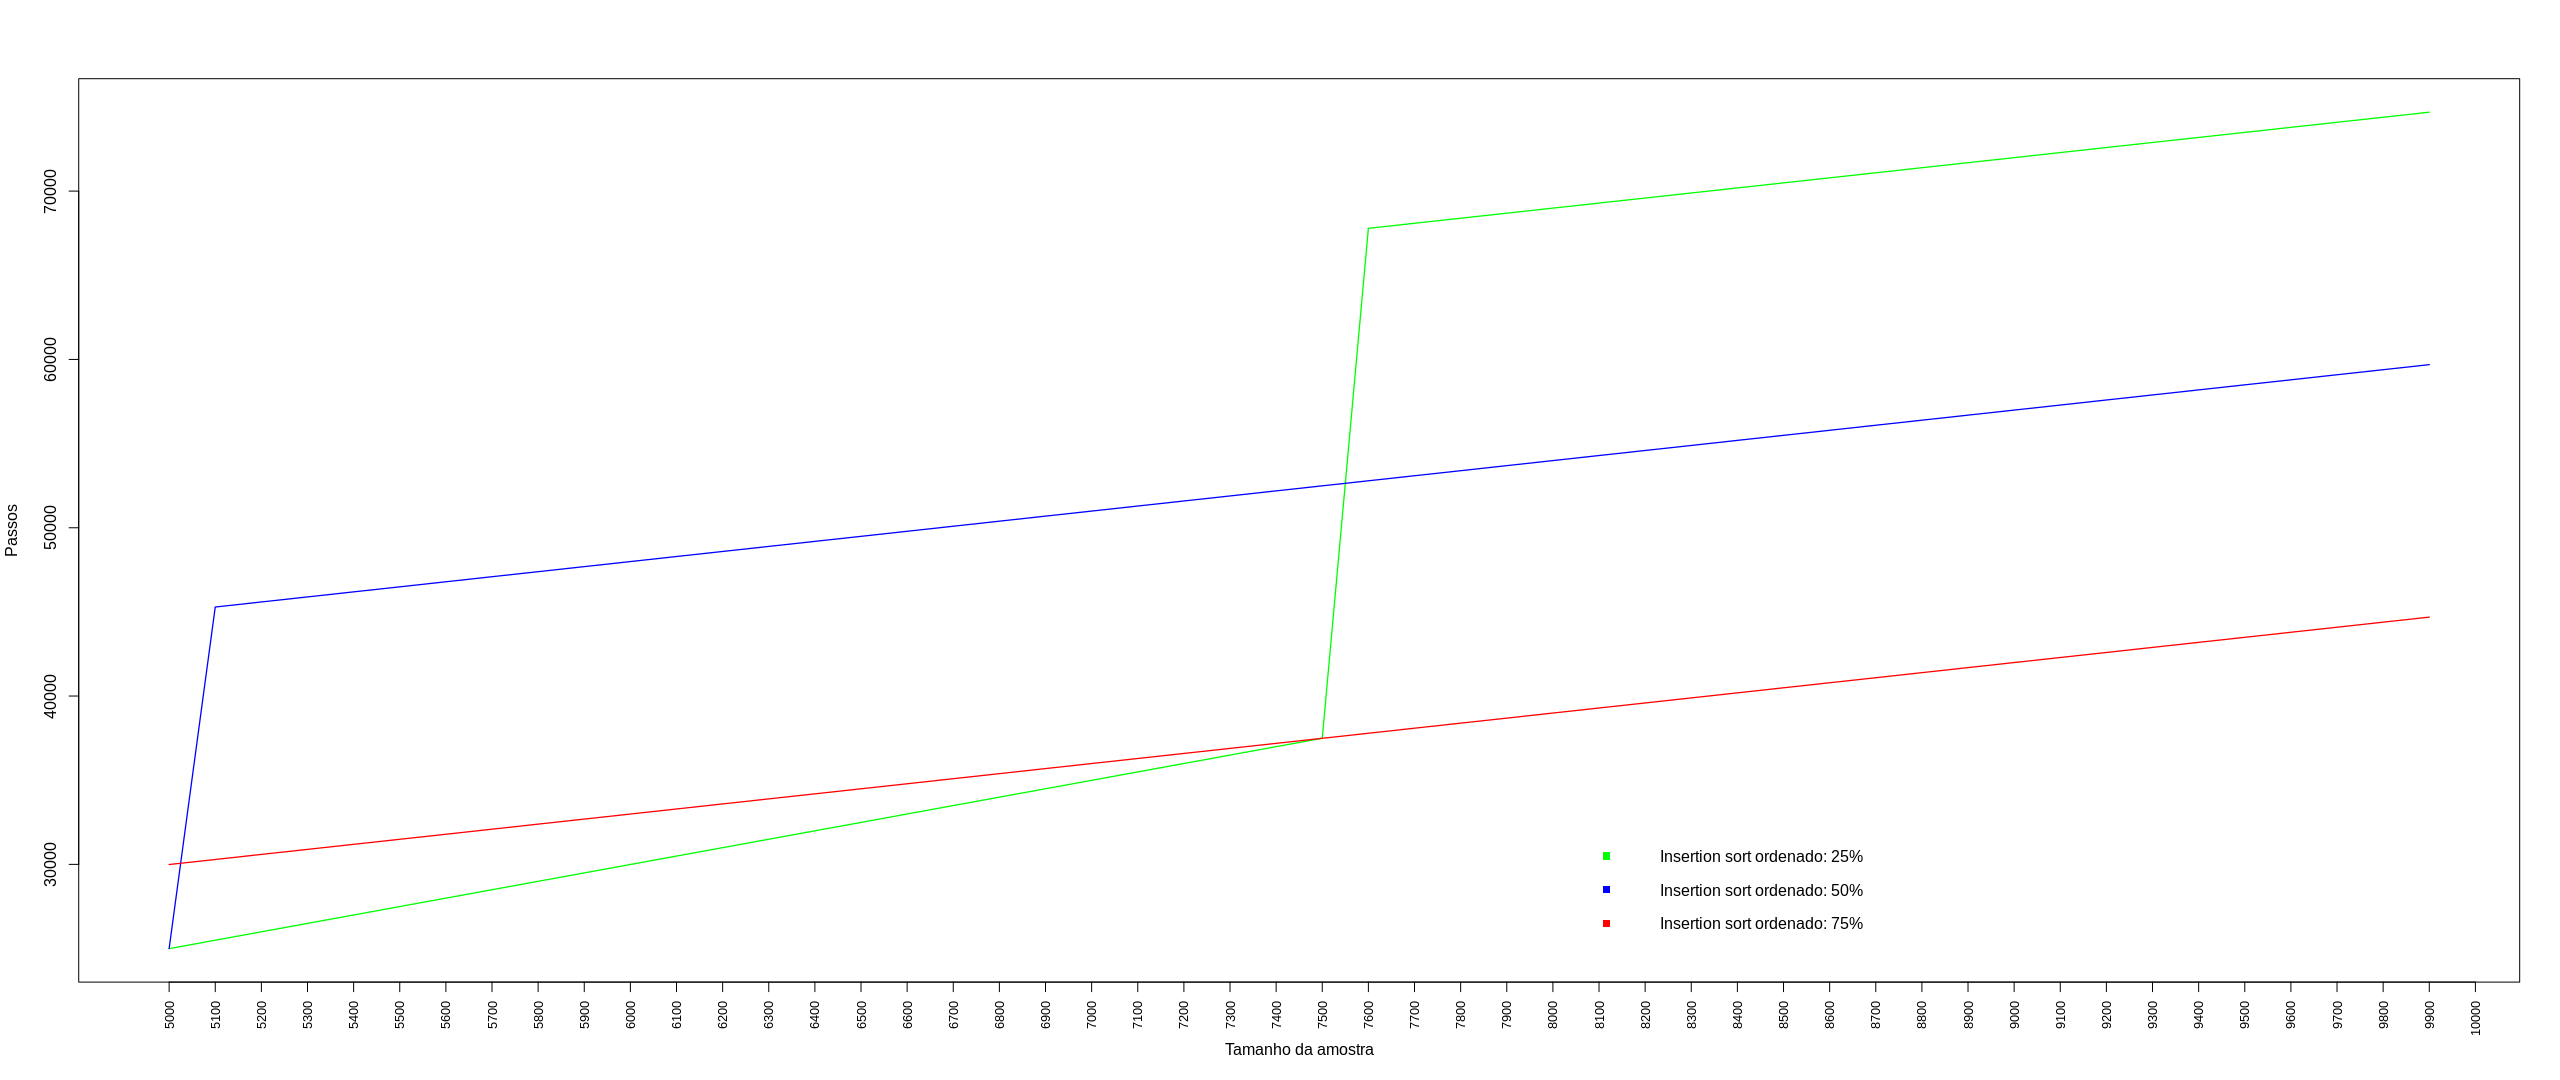 70000
60000
50000
40000
30000
Passos
Insertion sort ordenado: 25%
Insertion sort ordenado: 50%
Insertion sort ordenado: 75%
5000 5100 5200 5300 5400 5500 5600 5700 5800 5900 6000 6100 6200 6300 6400 6500 6600 6700 6800 6900 7000 7100 7200 7300 7400 7500 7600 7700 7800 7900 8000 8100 8200 8300 8400 8500 8600 8700 8800 8900 9000 9100 9200 9300 9400 9500 9600 9700 9800 9900 10000
Tamanho da amostra